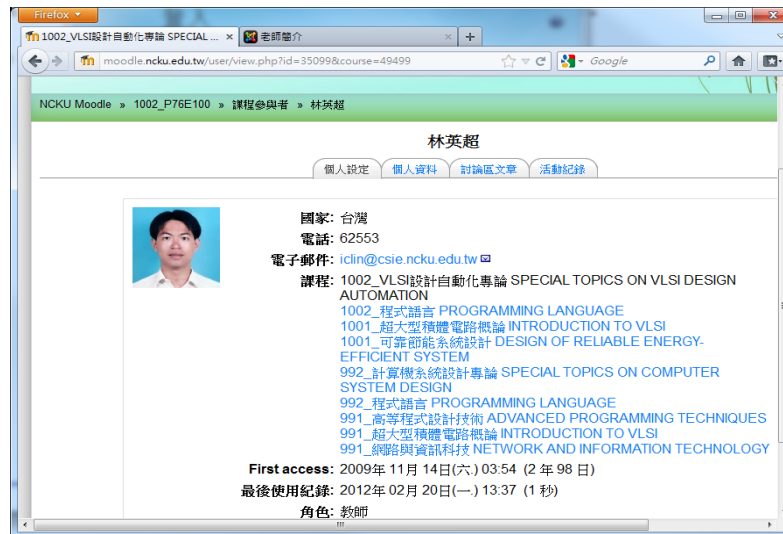 Firefox
1002_VLSI設計自動化專論 SPECIAL ...
老師簡介
moodle.ncku.edu.tw/user/view.php?id=35099&course=49499
Google
NCKU Moodle » 1002_P76E100 » 課程參與者 » 林英超
林英超
個人設定 個人資料 討論區文章 活動紀錄
國家: 台灣
電話: 62553
電子郵件: iclin@csie.ncku.edu.tw
課程: 1002_VLSI設計自動化專論 SPECIAL TOPICS ON VLSI DESIGN
AUTOMATION
1002_程式語言 PROGRAMMING LANGUAGE
1001_超大型積體電路概論 INTRODUCTION TO VLSI
1001_可靠節能系統設計 DESIGN OF RELIABLE ENERGY-
EFFICIENT SYSTEM
992_計算機系統設計專論 SPECIAL TOPICS ON COMPUTER
SYSTEM DESIGN
992_程式語言 PROGRAMMING LANGUAGE
991_高等程式設計技術 ADVANCED PROGRAMMING TECHNIQUES
991_超大型積體電路概論 INTRODUCTION TO VLSI
991_網路與資訊科技 NETWORK AND INFORMATION TECHNOLOGY
First access: 2009年 11月 14日(六.) 03:54 (2 年 98 日)
最後使用紀錄: 2012年 02月 20日(一.) 13:37 (1 秒)
角色: 教師